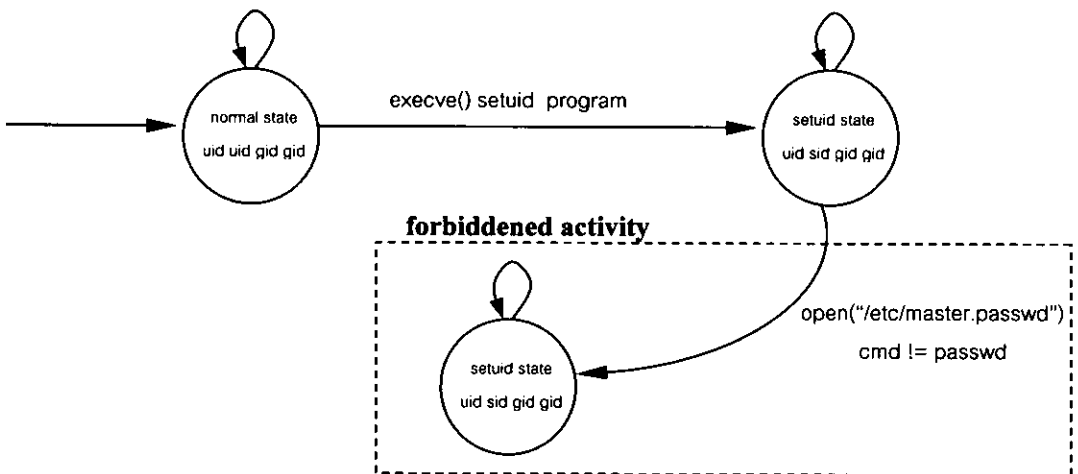 normal state
uid uid gid gid
execve() setuid program
setuid state
uid sid gid gid
forbiddened activity
open("/etc/master.passwd")
cmd != passwd
setuid state
uid sid gid gid